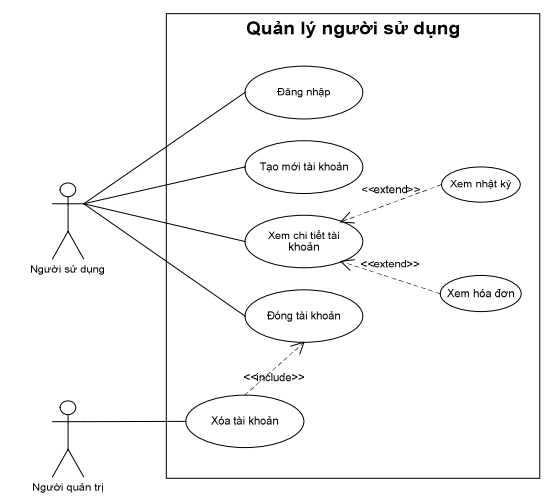 Quản lý người sử dụng
Đăng nhập
Tạo mới tài khoản
<<extend>>
Xem nhật ký
Xem chi tiết tài
khoản
<<extend>>
Người sử dụng
Xem hóa đơn
Đóng tài khoản
<<include>>
Xóa tài khoản
Người quản trị